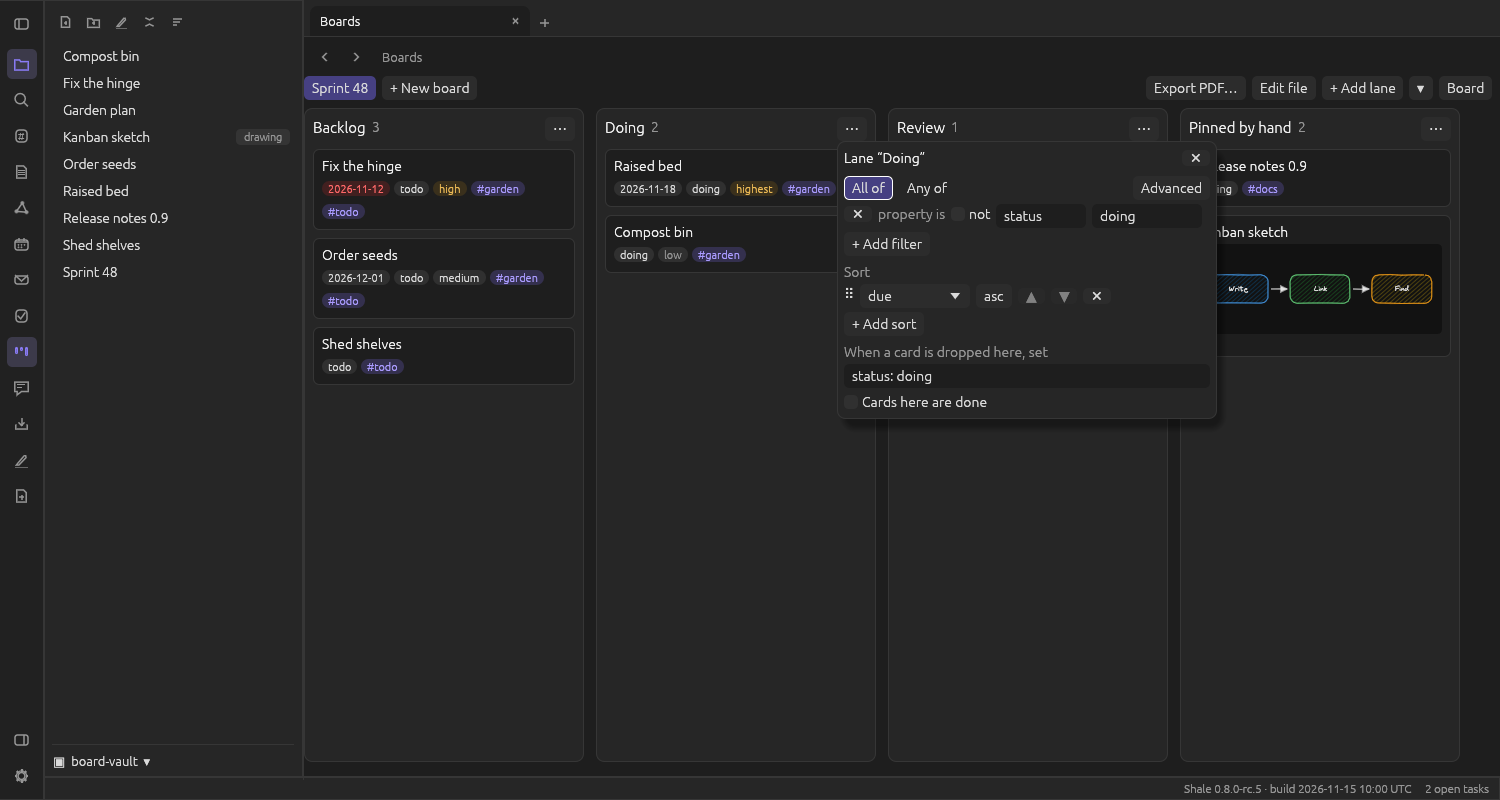 Boards
Boards
Sprint 48
+ New board
Export PDF...
Edit file
+ Add lane
▾
Board
Compost bin
Fix the hinge
Garden plan
Kanban sketch
drawing
Order seeds
Raised bed
Release notes 0.9
Shed shelves
Sprint 48
board-vault ▾
Backlog 3
Fix the hinge
2026-11-12 todo high #garden
#todo
Order seeds
2026-12-01 todo medium #garden
#todo
Shed shelves
todo #todo
Doing 2
Raised bed
2026-11-18 doing highest #garden
Compost bin
doing low #garden
Review 1
Lane “Doing”
All of Any of Advanced
property is not status doing
+ Add filter
Sort
due asc
+ Add sort
When a card is dropped here, set
status: doing
Cards here are done
Pinned by hand 2
ease notes 0.9
ing #docs
nban sketch
Write Link Find
Shale 0.8.0-rc.5 · build 2026-11-15 10:00 UTC 2 open tasks